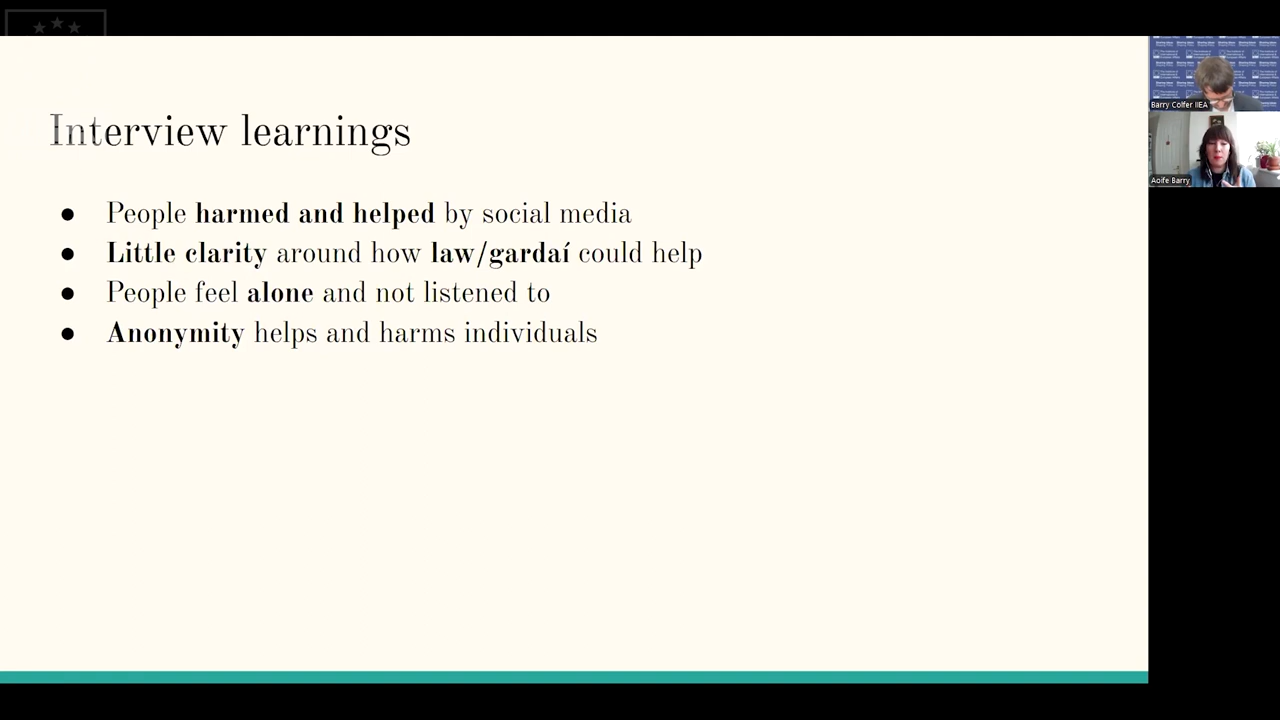 Interview learnings
● People harmed and helped by social media
● Little clarity around how law/gardaí could help
● People feel alone and not listened to
● Anonymity helps and harms individuals
Barry Colfer IIEA
Aoife Barry